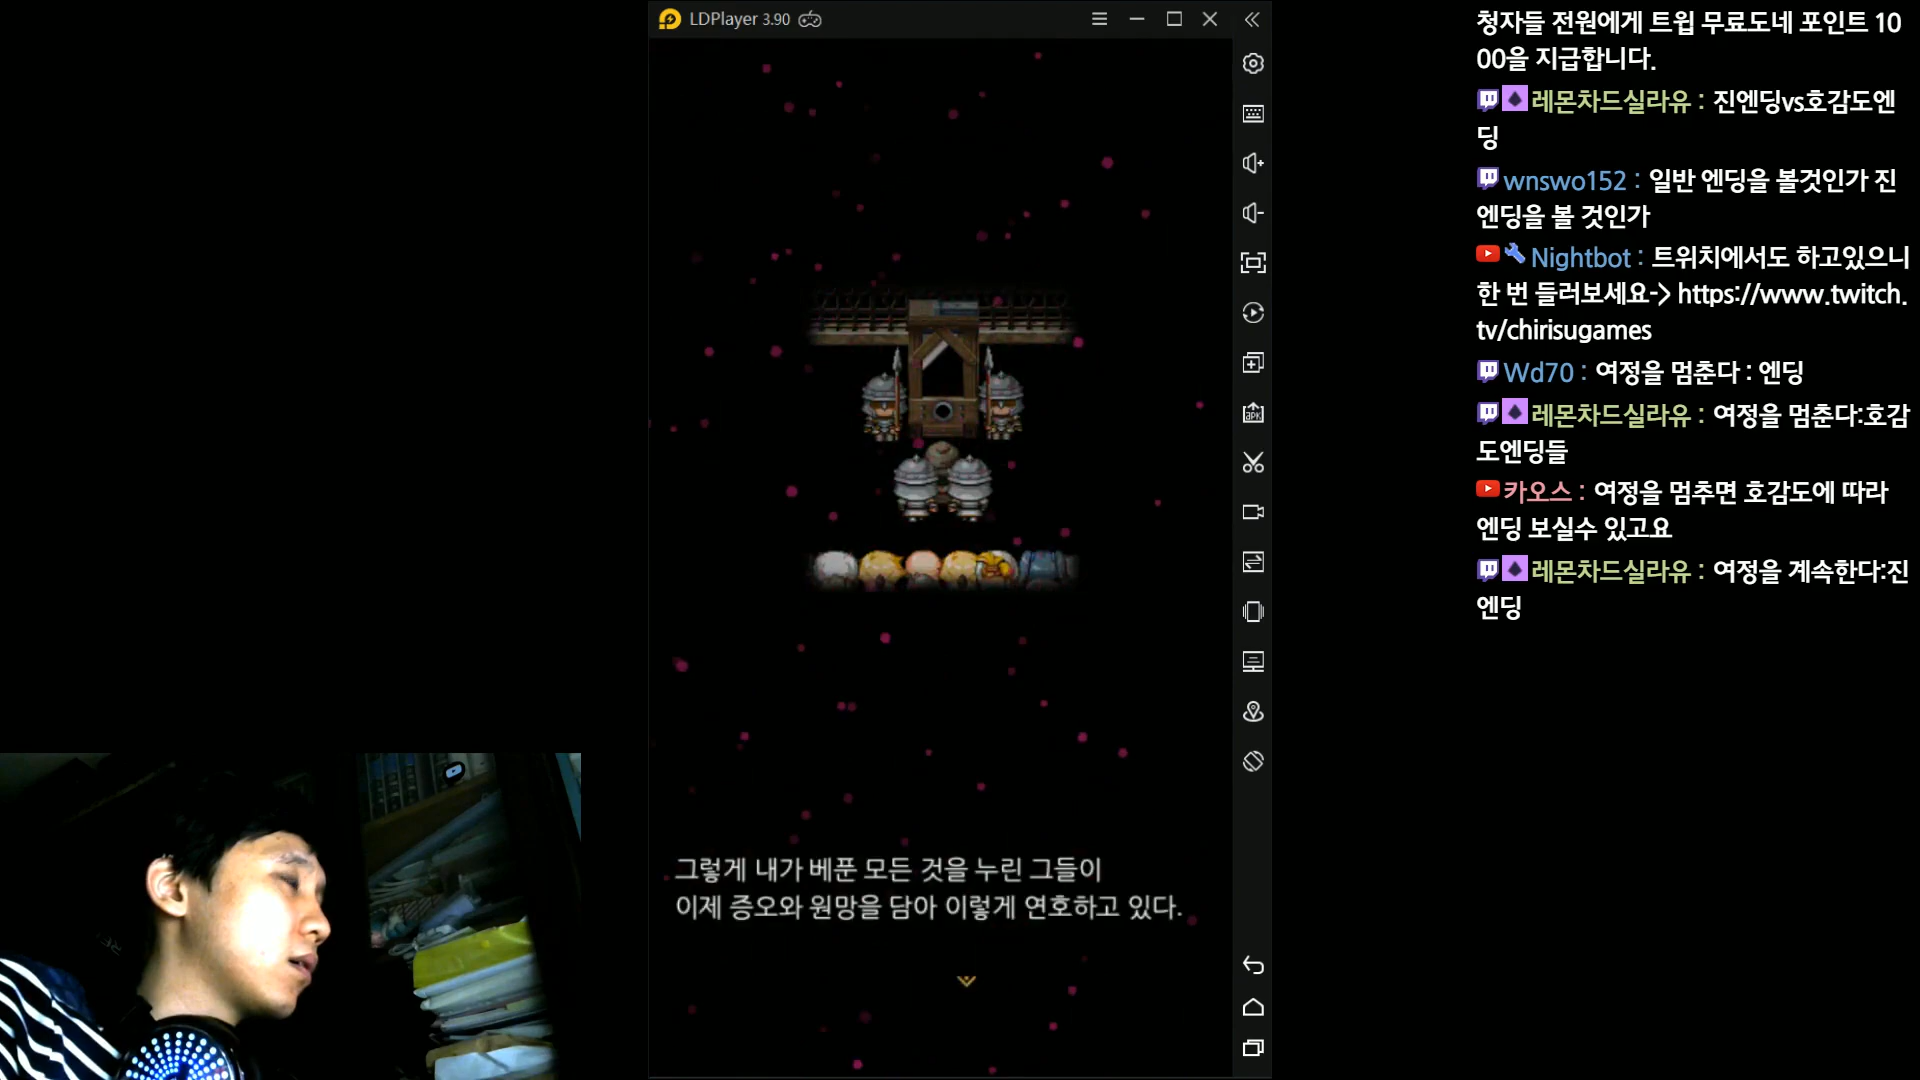 LDPlayer 3.90
그렇게 내가 베푼 모든 것을 누린 그들이
이제 증오와 원망을 담아 이렇게 연호하고 있다.
청자들 전원에게 트윕 무료도네 포인트 10
00을 지급합니다.
레몬차드실라유 : 진엔딩vs호감도엔
딩
wnswo152 : 일반 엔딩을 볼것인가 진
엔딩을 볼 것인가
Nightbot : 트위치에서도 하고있으니
한 번 들러보세요-> https://www.twitch.
tv/chirisugames
Wd70 : 여정을 멈춘다 : 엔딩
레몬차드실라유 : 여정을 멈춘다:호감
도엔딩들
카오스 : 여정을 멈추면 호감도에 따라
엔딩 보실수 있고요
레몬차드실라유 : 여정을 계속한다:진
엔딩